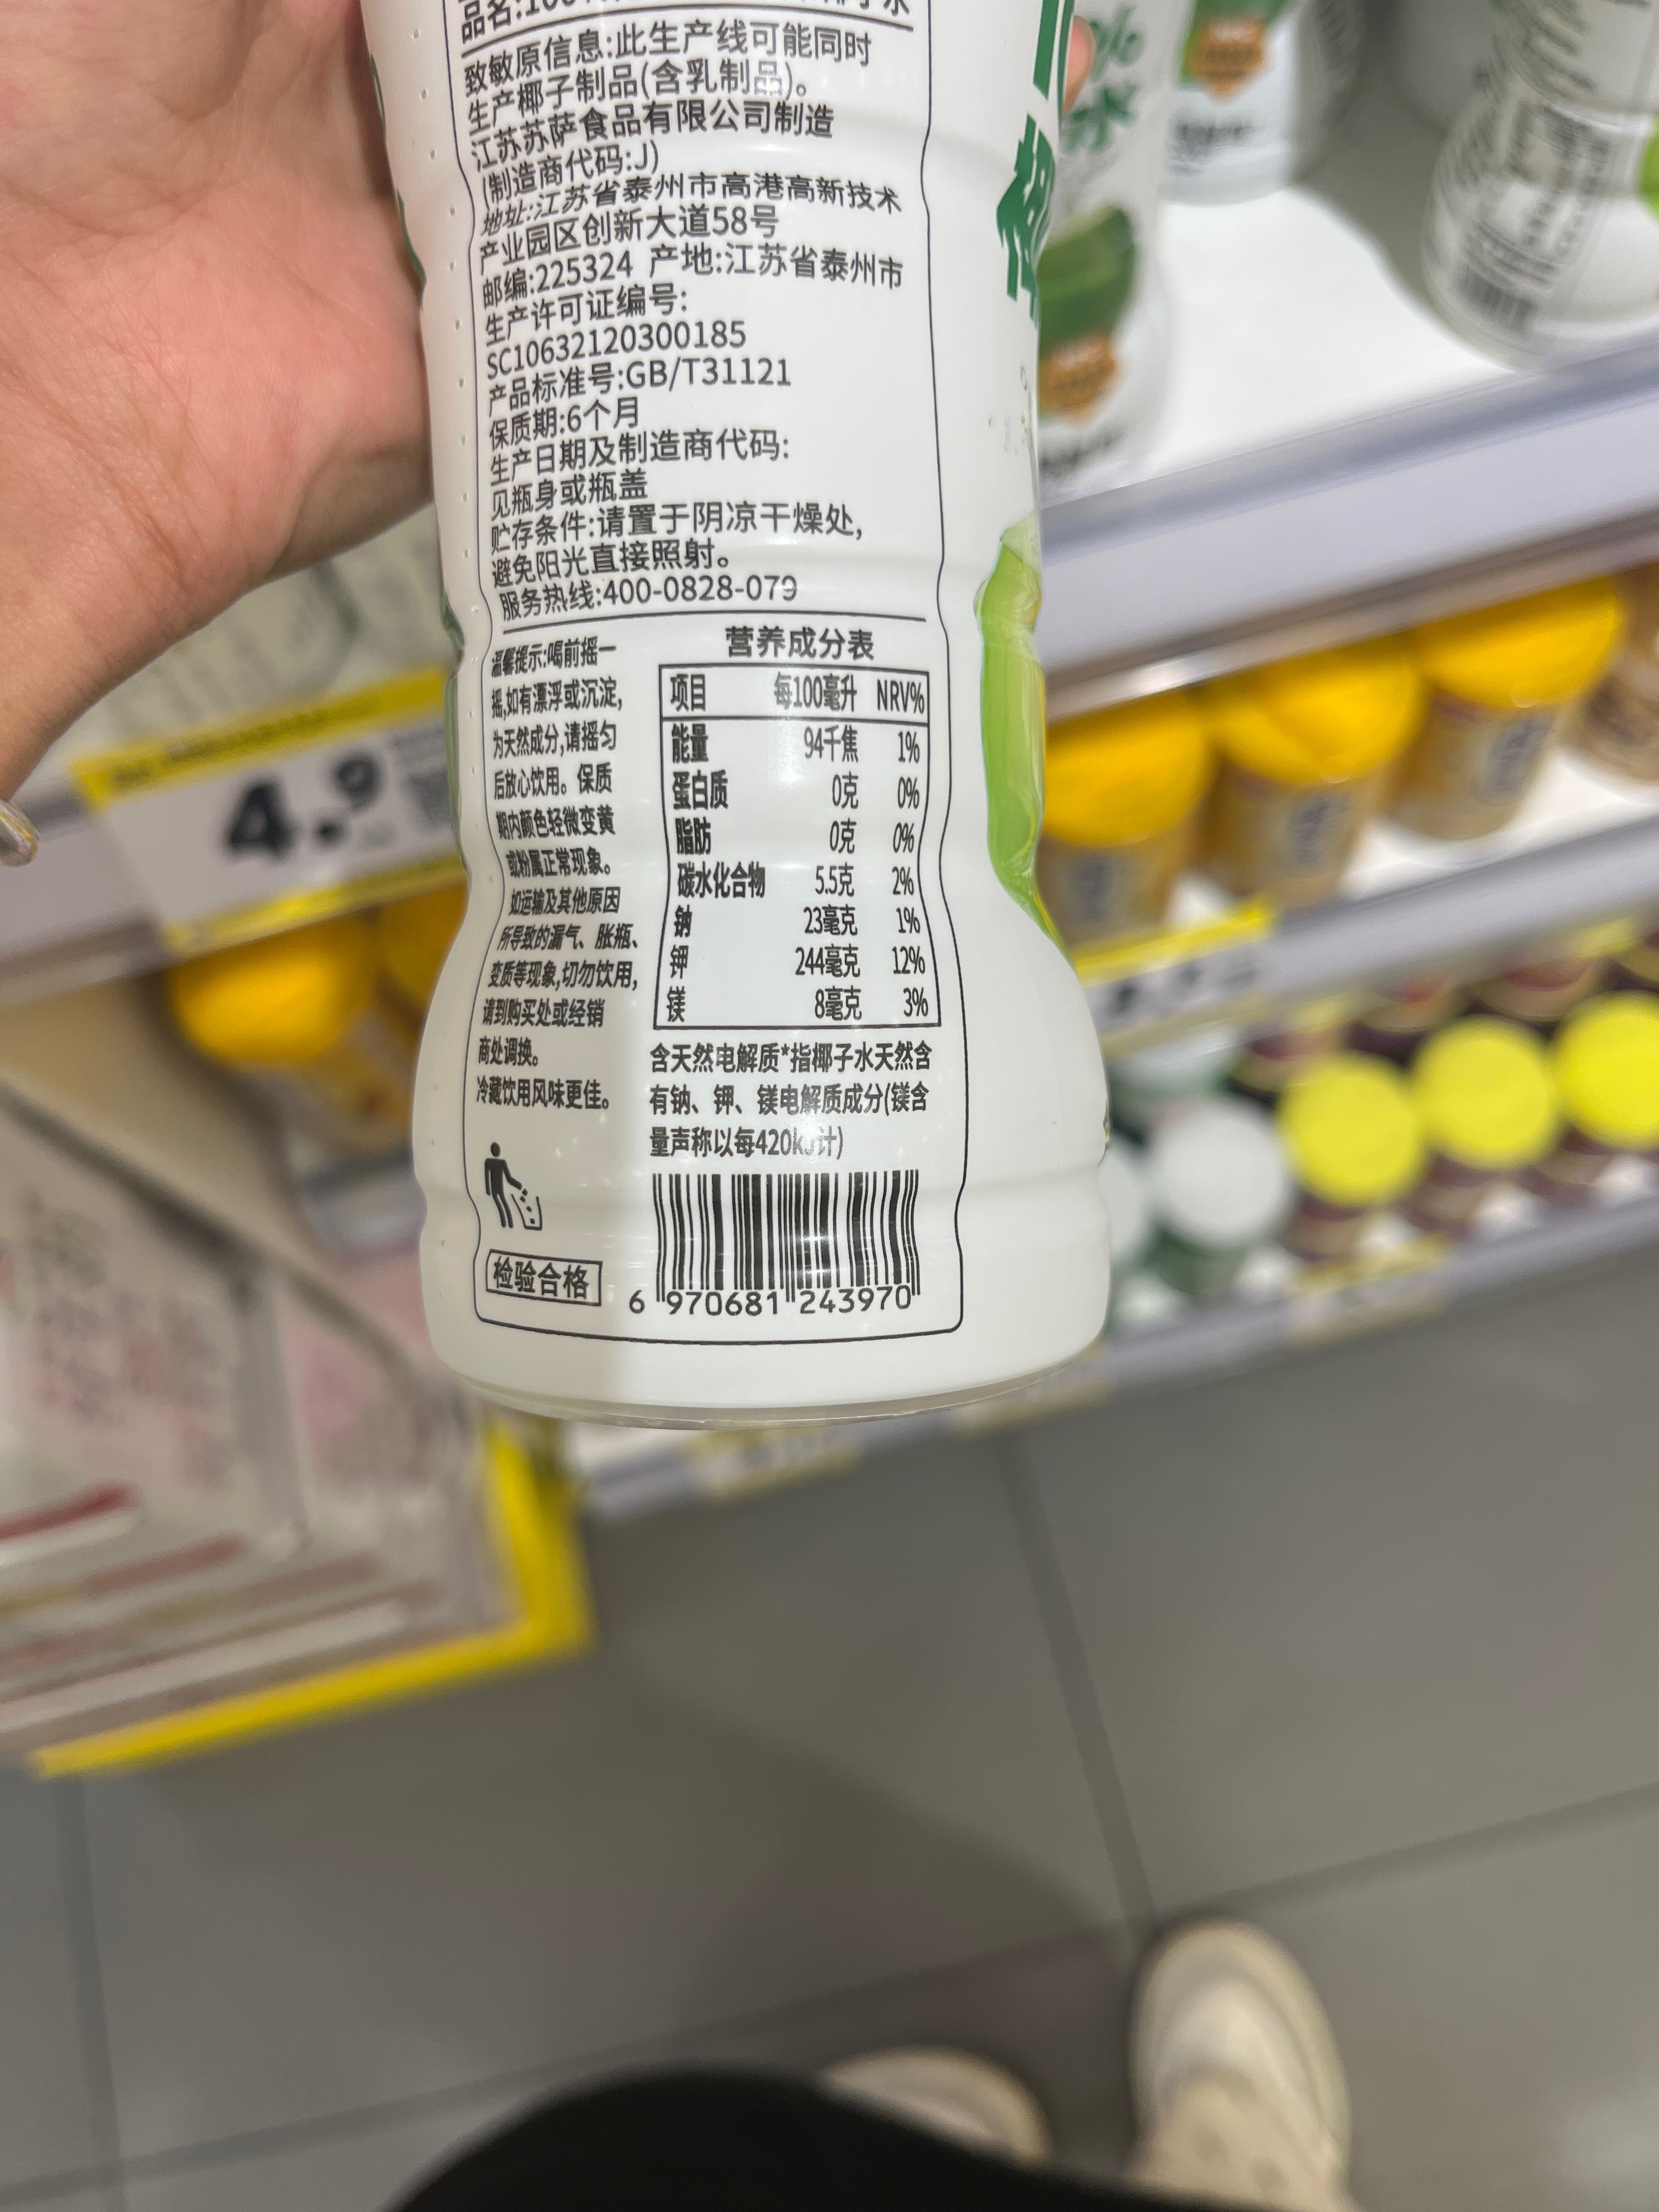 致敏原信息:此生产线可能同时
生产椰子制品(含乳制品)。
江苏苏萨食品有限公司制造
(制造商代码:J)
地址:江苏省泰州市高港高新技术
产业园区创新大道58号
邮编:225324 产地:江苏省泰州市
生产许可证编号:
SC10632120300185
产品标准号:GB/T31121
保质期:6个月
生产日期及制造商代码:
见瓶身或瓶盖
贮存条件:请置于阴凉干燥处,
避免阳光直接照射。
服务热线:400-0828-079
温馨提示:喝前摇一
摇,如有漂浮或沉淀,
为天然成分,请摇匀
后放心饮用。保质
期内颜色轻微变黄
或粉属正常现象。
如运输及其他原因
所导致的漏气、胀瓶、
变质等现象,切勿饮用,
请到购买处或经销
商处调换。
冷藏饮用风味更佳。
营养成分表
项目 每100毫升 NRV%
能量 94千焦 1%
蛋白质 0克 0%
脂肪 0克 0%
碳水化合物 5.5克 2%
钠 23毫克 1%
钾 244毫克 12%
镁 8毫克 3%
含天然电解质*指椰子水天然含
有钠、钾、镁电解质成分(镁含
量声称以每420kJ计)
检验合格
6 970681 243970
4.9